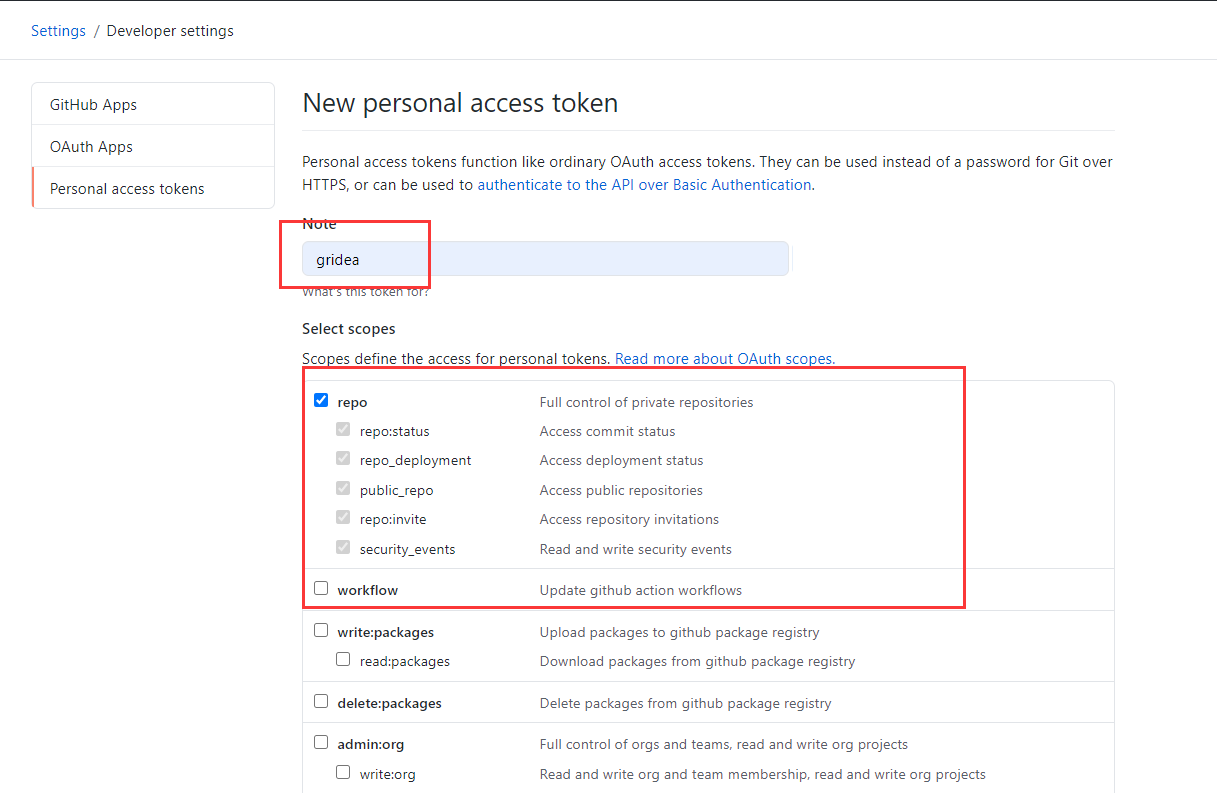 Settings / Developer settings
GitHub Apps
OAuth Apps
Personal access tokens
New personal access token
Personal access tokens function like ordinary OAuth access tokens. They can be used instead of a password for Git over
HTTPS, or can be used to authenticate to the API over Basic Authentication.
Note
gridea
What's this token for?
Select scopes
Scopes define the access for personal tokens. Read more about OAuth scopes.
repo Full control of private repositories
repo:status Access commit status
repo_deployment Access deployment status
public_repo Access public repositories
repo:invite Access repository invitations
security_events Read and write security events
workflow Update github action workflows
write:packages Upload packages to github package registry
read:packages Download packages from github package registry
delete:packages Delete packages from github package registry
admin:org Full control of orgs and teams, read and write org projects
write:org Read and write org and team membership, read and write org projects